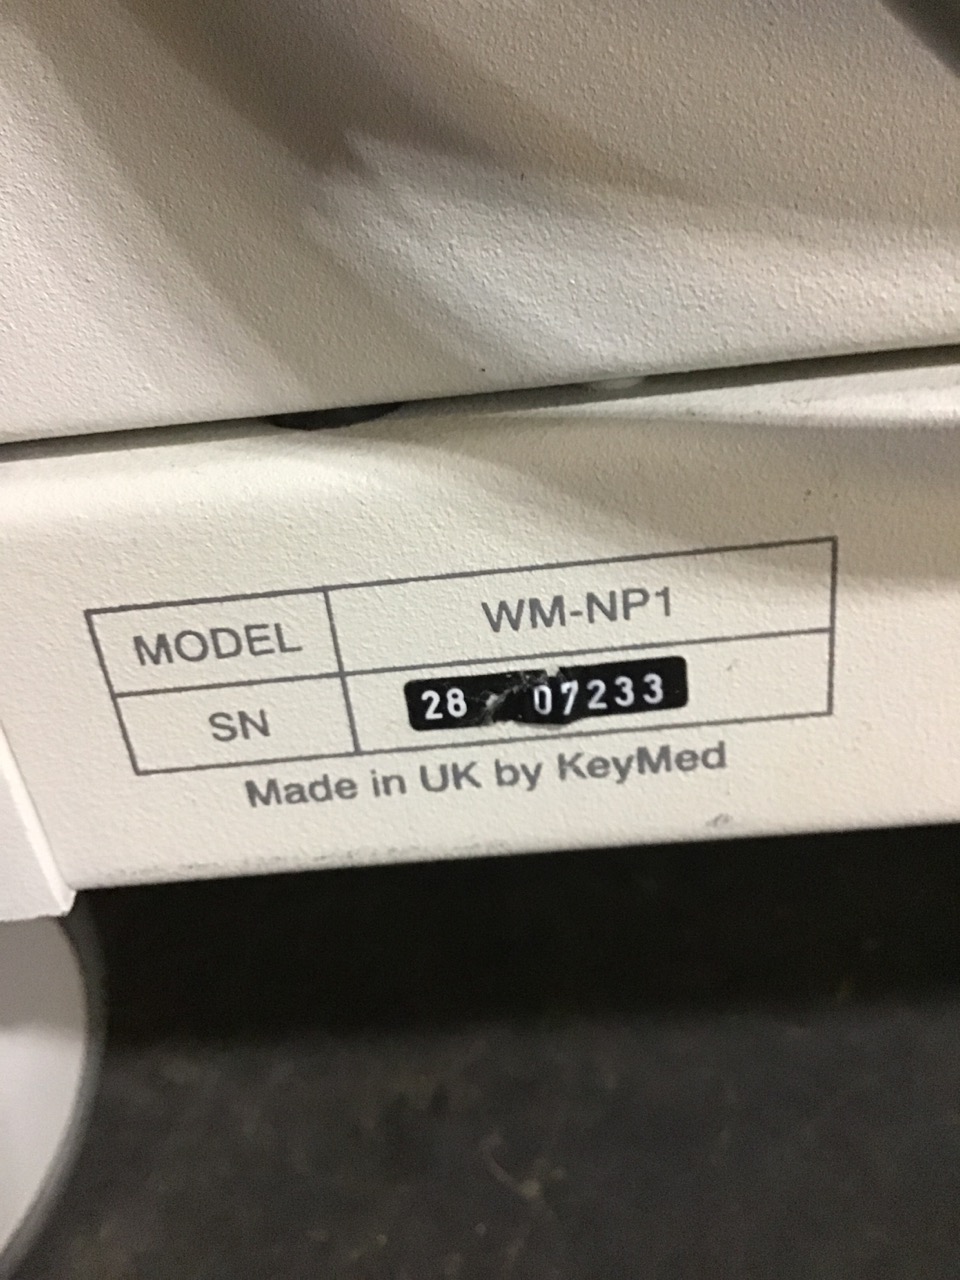 MODEL WM-NP1
SN 28 07233
Made in UK by KeyMed